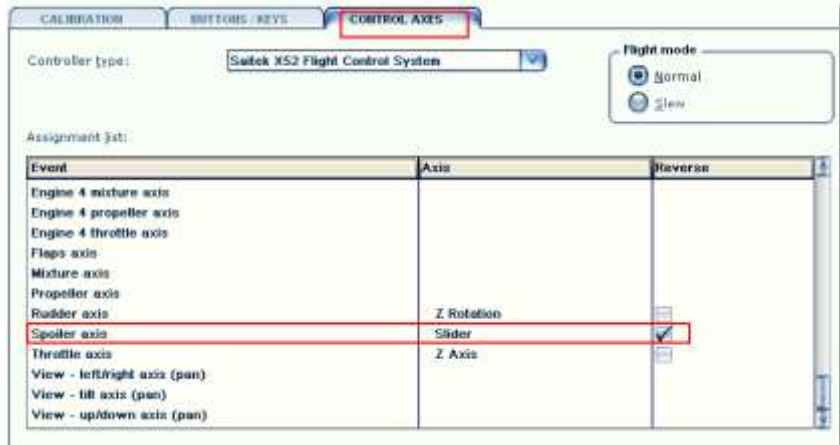 CALIBRATION BUTTONS / KEYS CONTROL AXES
Controller type: Saitek X52 Flight Control System
Flight mode
Normal
Slew
Assignment list:
Event Axis Reverse
Engine 4 mixture axis
Engine 4 propeller axis
Engine 4 throttle axis
Flaps axis
Mixture axis
Propeller axis
Rudder axis Z Rotation
Spoiler axis Slider
Throttle axis Z Axis
View - left/right axis (pan)
View - tilt axis (pan)
View - up/down axis (pan)